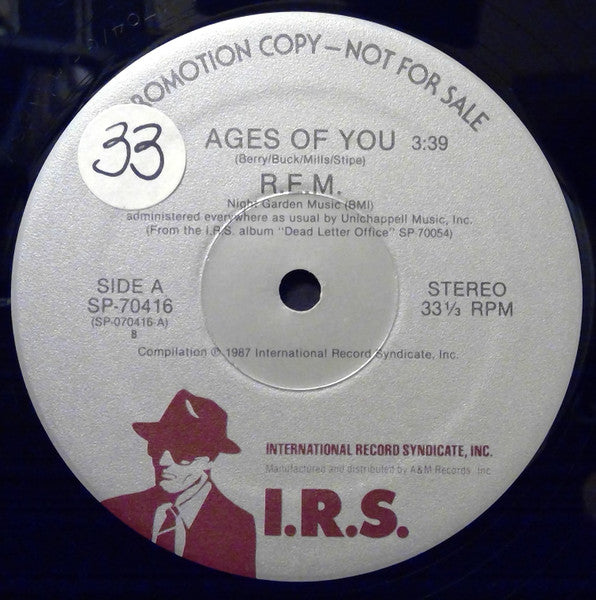 PROMOTION COPY—NOT FOR SALE
33
AGES OF YOU 3:39
(Berry/Buck/Mills/Stipe)
R.E.M.
Night Garden Music (BMI)
administered everywhere as usual by Unichappell Music, Inc.
(From the I.R.S. album "Dead Letter Office" SP-70054)
SIDE A
SP-70416
(SP-070416-A)
8
STEREO
33 1/3 RPM
Compilation ℗ 1987 International Record Syndicate, Inc.
INTERNATIONAL RECORD SYNDICATE, INC.
Manufactured and distributed by A&M Records, Inc.
I.R.S.